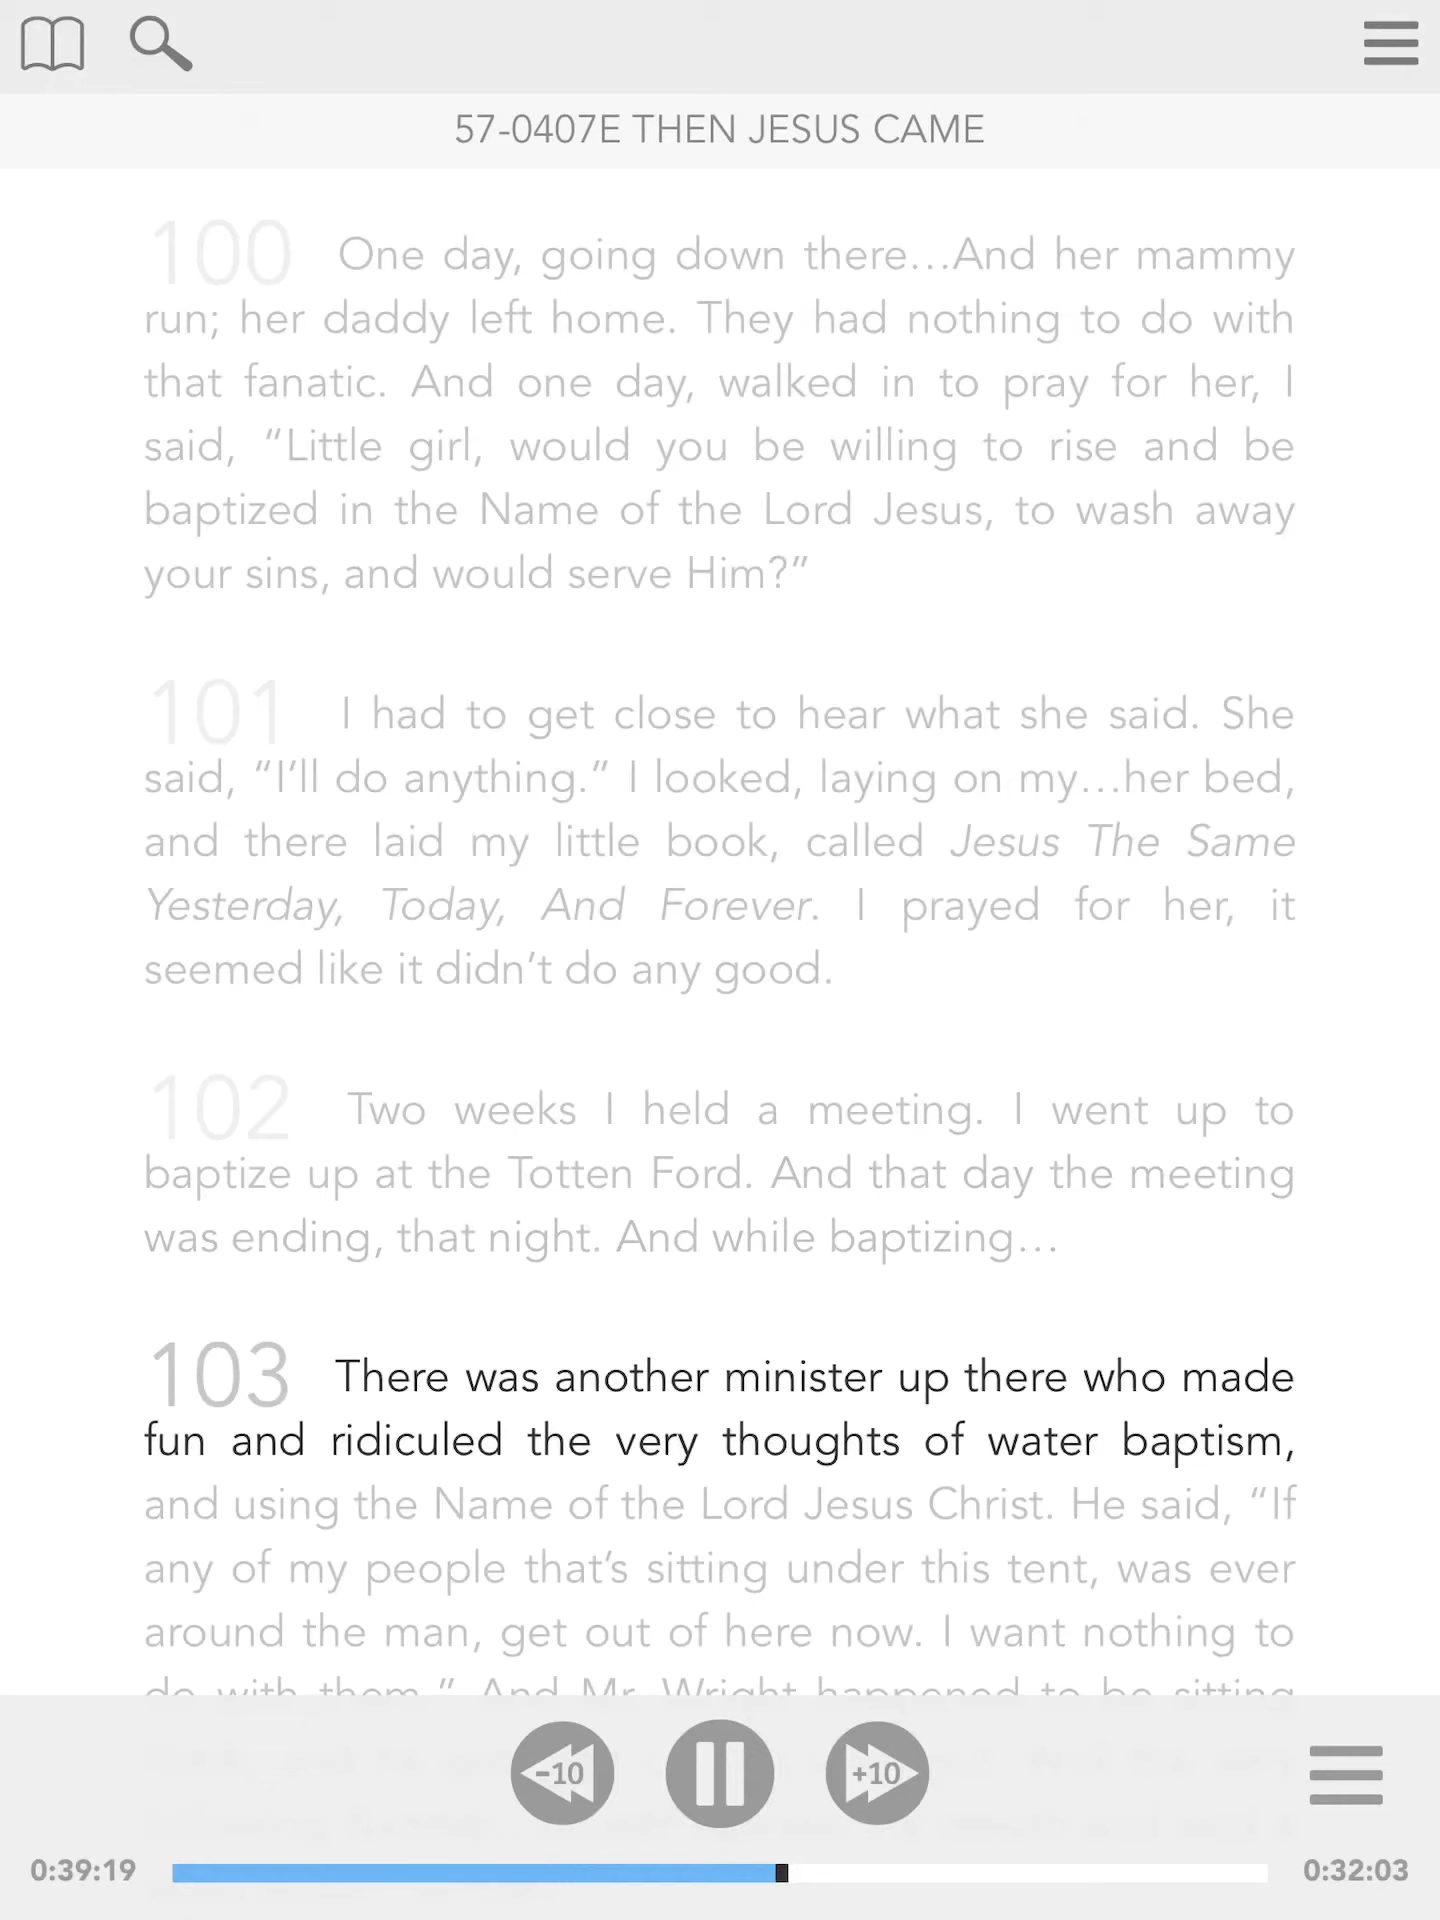 57-0407E THEN JESUS CAME
100 One day, going down there…And her mammy
run; her daddy left home. They had nothing to do with
that fanatic. And one day, walked in to pray for her, I
said, “Little girl, would you be willing to rise and be
baptized in the Name of the Lord Jesus, to wash away
your sins, and would serve Him?”
101 I had to get close to hear what she said. She
said, “I’ll do anything.” I looked, laying on my…her bed,
and there laid my little book, called Jesus The Same
Yesterday, Today, And Forever. I prayed for her, it
seemed like it didn’t do any good.
102 Two weeks I held a meeting. I went up to
baptize up at the Totten Ford. And that day the meeting
was ending, that night. And while baptizing…
103 There was another minister up there who made
fun and ridiculed the very thoughts of water baptism,
and using the Name of the Lord Jesus Christ. He said, “If
any of my people that’s sitting under this tent, was ever
around the man, get out of here now. I want nothing to
do with them.” And Mr. Wright happened to be sitting
-10 +10
0:39:19 0:32:03